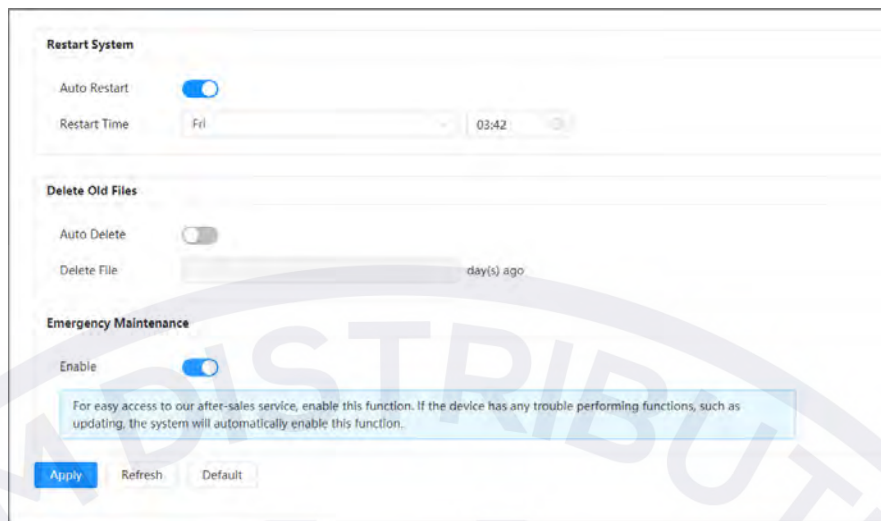 Restart System
Auto Restart
Restart Time Fri 03:42
Delete Old Files
Auto Delete
Delete File day(s) ago
Emergency Maintenance
Enable
For easy access to our after-sales service, enable this function. If the device has any trouble performing functions, such as
updating, the system will automatically enable this function.
Apply Refresh Default
M DISTRIBUTI